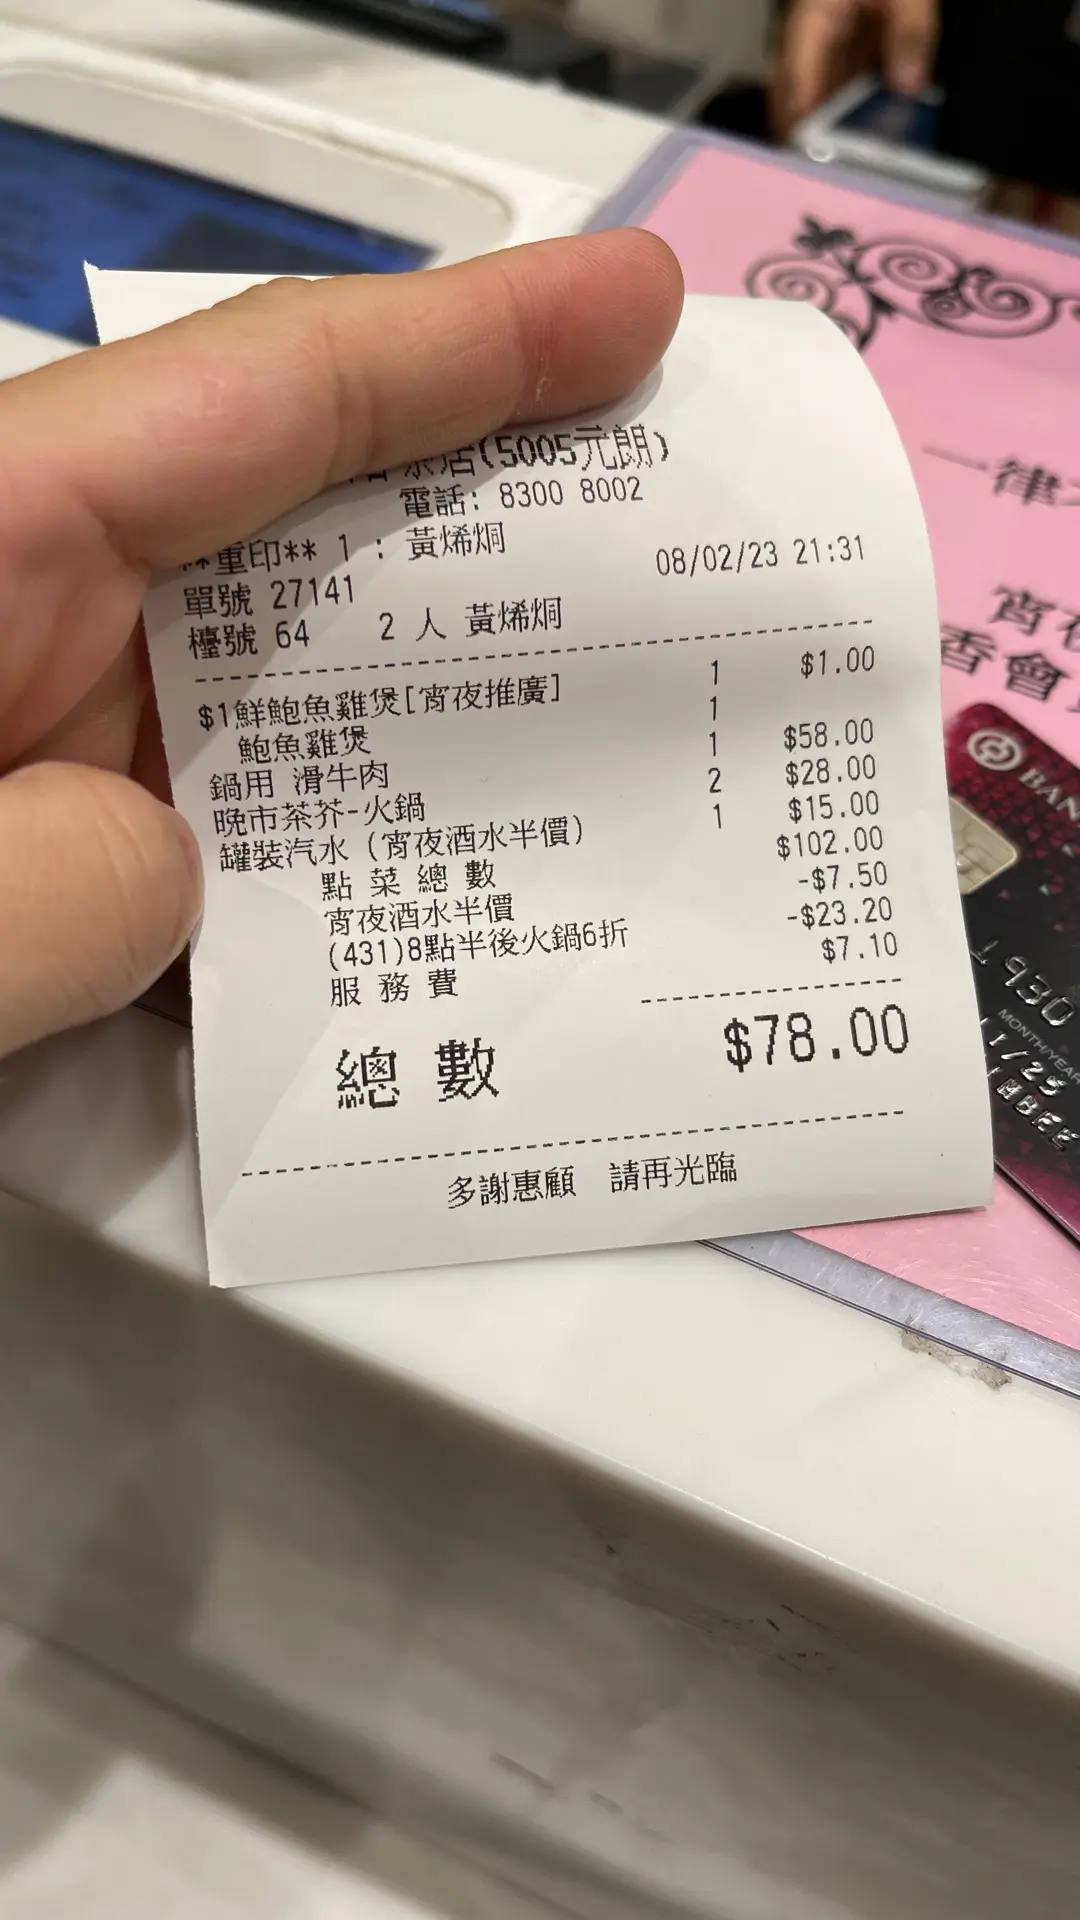 店(5005元朗)
電話: 8300 8002
**重印** 1 : 黃烯烔
單號 27141 08/02/23 21:31
檯號 64 2 人 黃烯烔
$1鮮鮑魚雞煲[宵夜推廣] 1 $1.00
鮑魚雞煲 1
鍋用 滑牛肉 1 $58.00
晚市茶芥-火鍋 2 $28.00
罐裝汽水 (宵夜酒水半價) 1 $15.00
點 菜 總 數 $102.00
宵夜酒水半價 -$7.50
(431)8點半後火鍋6折 -$23.20
服 務 費 $7.10
總 數 $78.00
多謝惠顧 請再光臨
一律
宵夜
香會
BAN
1930
MONTH/YEAR
1/25